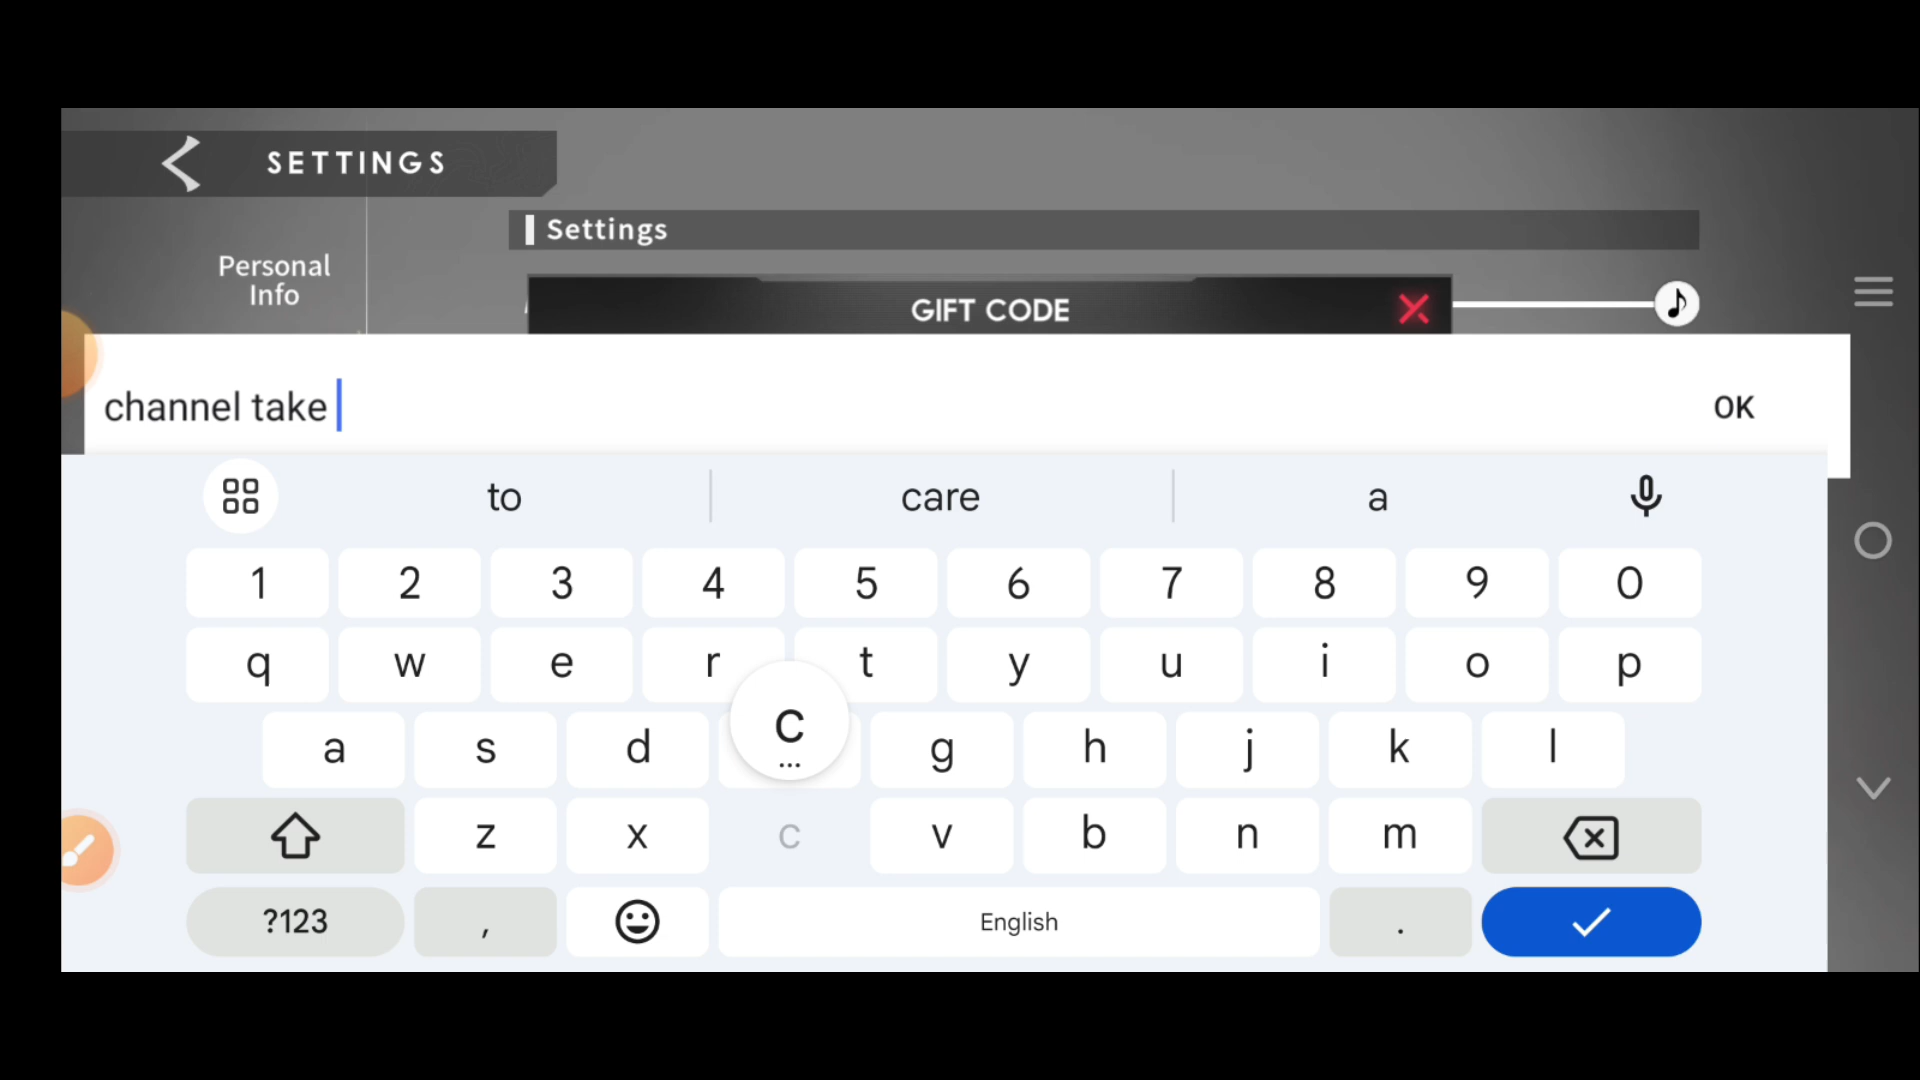 SETTINGS
Settings
Personal
Info
GIFT CODE
channel take
OK
to care a
1 2 3 4 5 6 7 8 9 0
q w e r t y u i o p
c
...
a s d g h j k l
z x c v b n m
?123 , English .